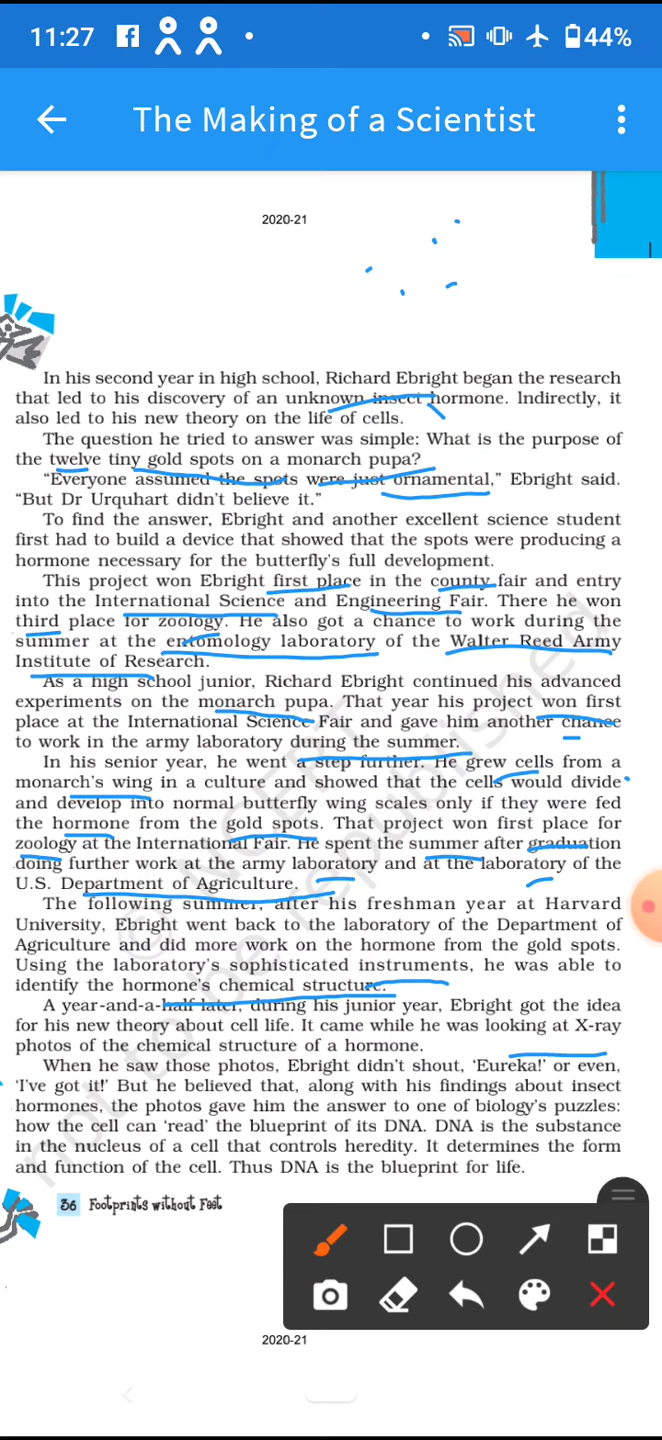 11:27
44%
The Making of a Scientist
2020-21
In his second year in high school, Richard Ebright began the research
that led to his discovery of an unknown insect hormone. Indirectly, it
also led to his new theory on the life of cells.
The question he tried to answer was simple: What is the purpose of
the twelve tiny gold spots on a monarch pupa?
“Everyone assumed the spots were just ornamental,” Ebright said.
“But Dr Urquhart didn’t believe it.”
To find the answer, Ebright and another excellent science student
first had to build a device that showed that the spots were producing a
hormone necessary for the butterfly’s full development.
This project won Ebright first place in the county fair and entry
into the International Science and Engineering Fair. There he won
third place for zoology. He also got a chance to work during the
summer at the entomology laboratory of the Walter Reed Army
Institute of Research.
As a high school junior, Richard Ebright continued his advanced
experiments on the monarch pupa. That year his project won first
place at the International Science Fair and gave him another chance
to work in the army laboratory during the summer.
In his senior year, he went a step further. He grew cells from a
monarch’s wing in a culture and showed that the cells would divide
and develop into normal butterfly wing scales only if they were fed
the hormone from the gold spots. That project won first place for
zoology at the International Fair. He spent the summer after graduation
doing further work at the army laboratory and at the laboratory of the
U.S. Department of Agriculture.
The following summer, after his freshman year at Harvard
University, Ebright went back to the laboratory of the Department of
Agriculture and did more work on the hormone from the gold spots.
Using the laboratory’s sophisticated instruments, he was able to
identify the hormone’s chemical structure.
A year-and-a-half later, during his junior year, Ebright got the idea
for his new theory about cell life. It came while he was looking at X-ray
photos of the chemical structure of a hormone.
When he saw those photos, Ebright didn’t shout, ‘Eureka!’ or even,
‘I’ve got it!’ But he believed that, along with his findings about insect
hormones, the photos gave him the answer to one of biology’s puzzles:
how the cell can ‘read’ the blueprint of its DNA. DNA is the substance
in the nucleus of a cell that controls heredity. It determines the form
and function of the cell. Thus DNA is the blueprint for life.
36 Footprints without Feet
2020-21
© NCERT
not to be republished